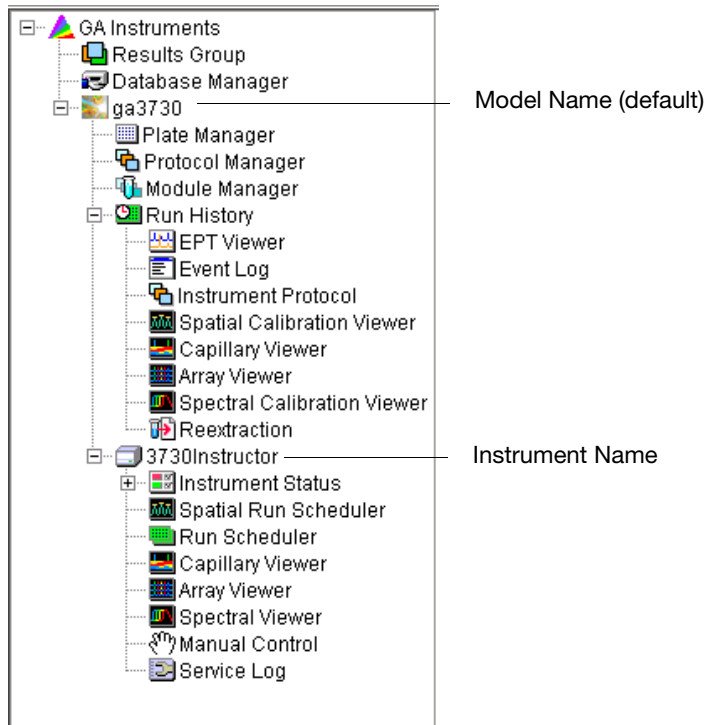 GA Instruments
Results Group
Database Manager
ga3730
Model Name (default)
Plate Manager
Protocol Manager
Module Manager
Run History
EPT Viewer
Event Log
Instrument Protocol
Spatial Calibration Viewer
Capillary Viewer
Array Viewer
Spectral Calibration Viewer
Reextraction
3730Instructor
Instrument Name
Instrument Status
Spatial Run Scheduler
Run Scheduler
Capillary Viewer
Array Viewer
Spectral Viewer
Manual Control
Service Log